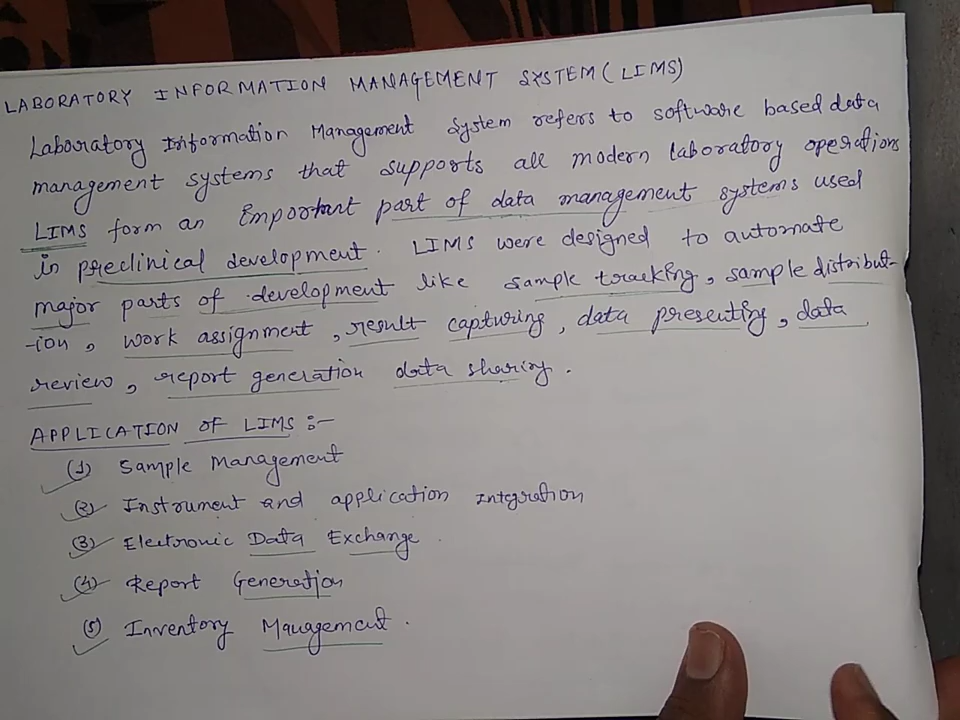 LABORATORY INFORMATION MANAGEMENT SYSTEM (LIMS)
Laboratory Information Management System refers to software based data
management systems that supports all modern laboratory operations
LIMS form an Important part of data management systems used
in preclinical development. LIMS were designed to automate
major parts of development like sample tracking, sample distribut-
-ion, work assignment, result capturing, data presenting, data
review, report generation data sharing.
APPLICATION OF LIMS :-
(1) Sample Management
(2) Instrument and application Integration
(3) Electronic Data Exchange.
(4) Report Generation
(5) Inventory Management.